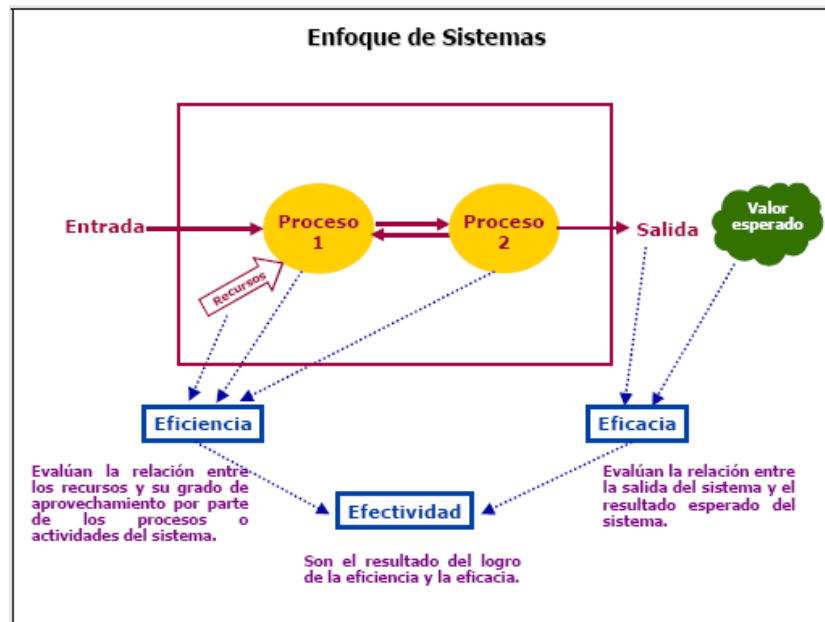 Enfoque de Sistemas
Entrada
Proceso
1
Proceso
2
Salida
Valor
esperado
Recursos
Eficiencia
Eficacia
Evalúan la relación entre
los recursos y su grado de
aprovechamiento por parte
de los procesos o
actividades del sistema.
Evalúan la relación entre
la salida del sistema y el
resultado esperado del
sistema.
Efectividad
Son el resultado del logro
de la eficiencia y la eficacia.